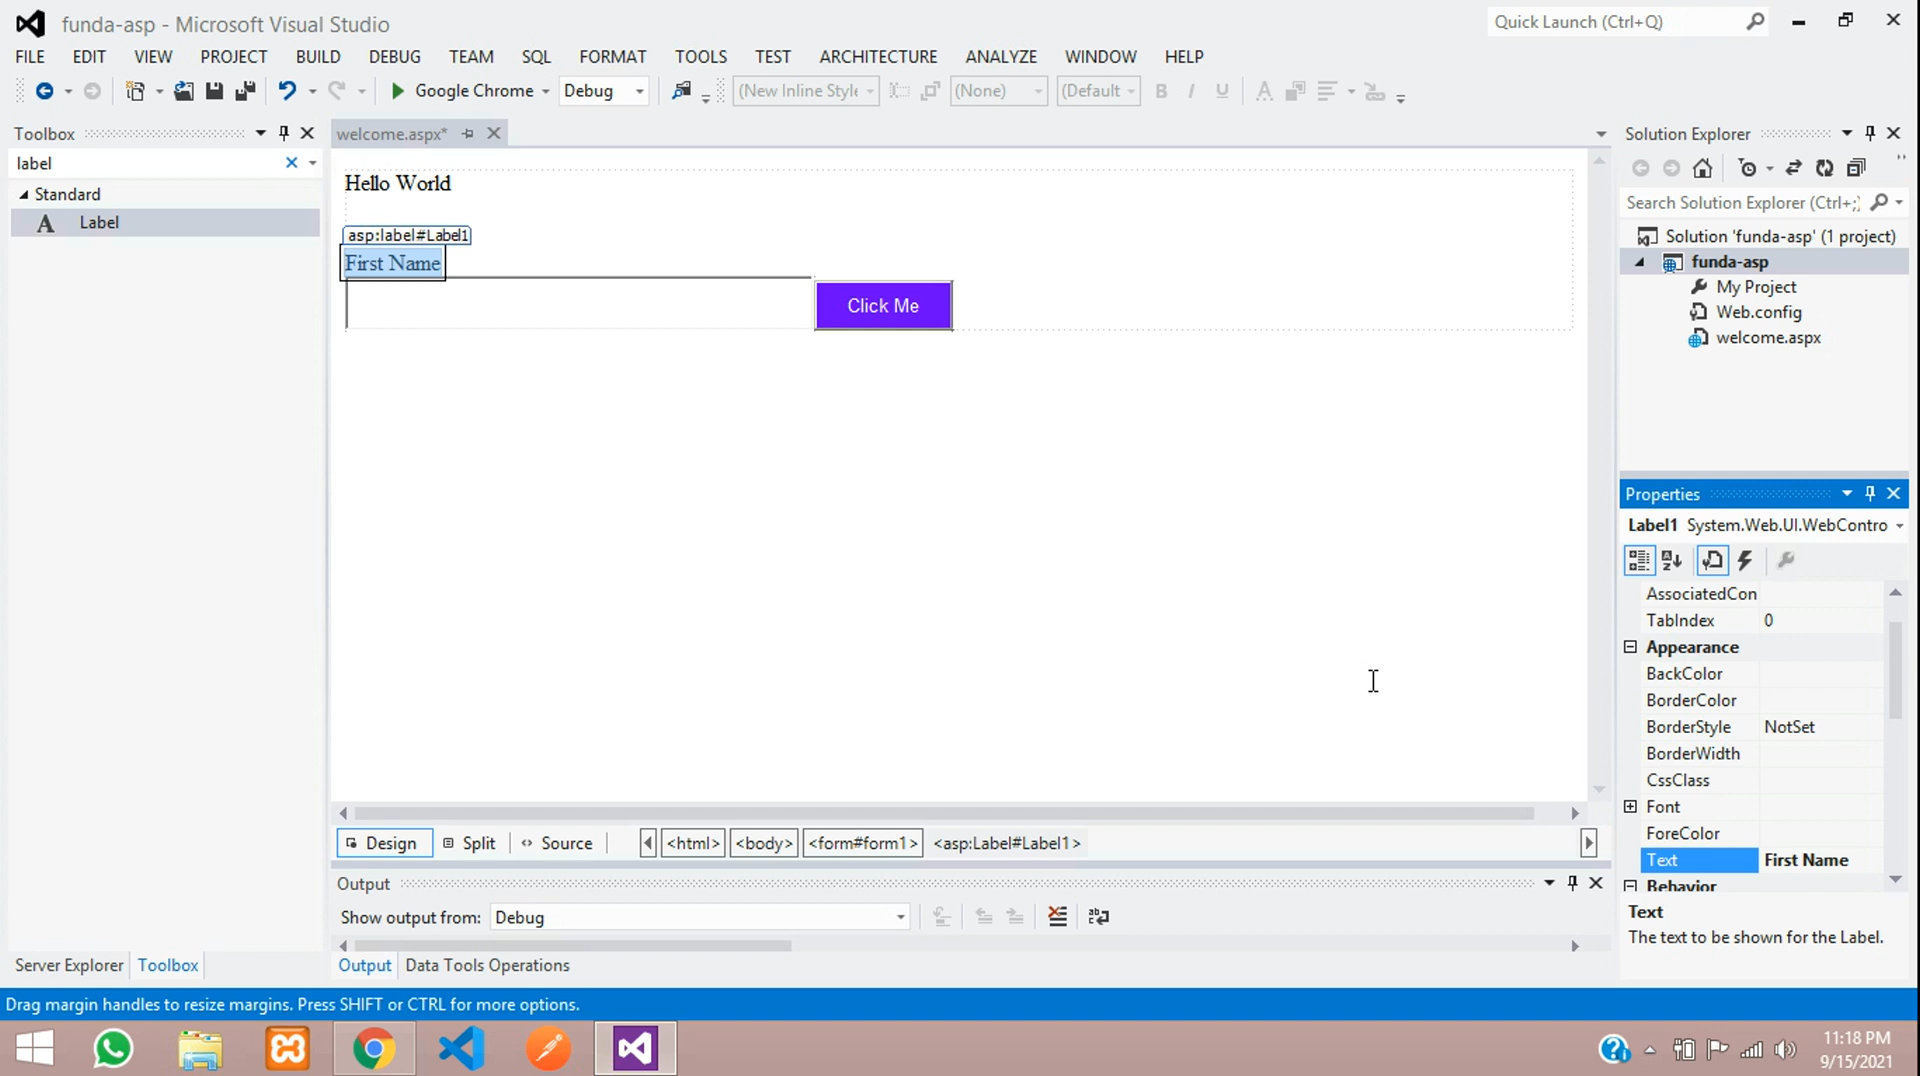 funda-asp - Microsoft Visual Studio
Quick Launch (Ctrl+Q)
FILE EDIT VIEW PROJECT BUILD DEBUG TEAM SQL FORMAT TOOLS TEST ARCHITECTURE ANALYZE WINDOW HELP
Google Chrome Debug (New Inline Style (None) (Default B I U A
Toolbox
label
Standard
A Label
welcome.aspx*
Hello World
asp:label#Label1
First Name
Click Me
Solution Explorer
Search Solution Explorer (Ctrl+;)
Solution 'funda-asp' (1 project)
funda-asp
My Project
Web.config
welcome.aspx
Properties
Label1 System.Web.UI.WebContro
AssociatedCon
TabIndex 0
Appearance
BackColor
BorderColor
BorderStyle NotSet
BorderWidth
CssClass
Font
ForeColor
Text First Name
Behavior
Text
The text to be shown for the Label.
Design Split Source <html> <body> <form#form1> <asp:Label#Label1>
Output
Show output from: Debug
Server Explorer Toolbox
Output Data Tools Operations
Drag margin handles to resize margins. Press SHIFT or CTRL for more options.
11:18 PM
9/15/2021